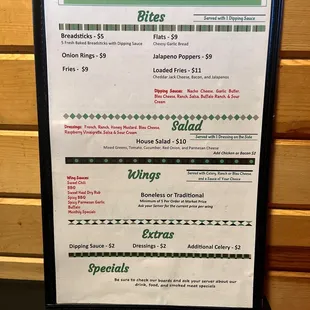 Bites
Served with 1 Dipping Sauce
Breadsticks - $5
5 Fresh Baked Breadsticks with Dipping Sauce
Flats - $9
Cheesy Garlic Bread
Onion Rings - $9
Jalapeno Poppers - $9
Fries - $9
Loaded Fries - $11
Cheddar Jack Cheese, Bacon, and Jalapenos
Dipping Sauces: Nacho Cheese, Garlic Butter,
Bleu Cheese, Ranch, Salsa, Buffalo Ranch & Sour
Cream
Dressings: French, Ranch, Honey Mustard, Bleu Cheese,
Raspberry Vinaigrette, Salsa & Sour Cream
Salad
Served with 1 Dressing on the Side
House Salad - $10
Mixed Greens, Tomato, Cucumber, Red Onion, and Parmesan Cheese
Add Chicken or Bacon $2
Wings
Served with Celery, Ranch or Bleu Cheese
and a Sauce of Your Choice
Wing Sauces:
Sweet Chili
BBQ
Sweet Heat Dry Rub
Spicy BBQ
Spicy Parmesan Garlic
Buffalo
Monthly Specials
Boneless or Traditional
Minimum of 5 Per Order at Market Price
Ask your Server for the current price per wing
Extras
Dipping Sauce - $2
Dressings - $2
Additional Celery - $2
Specials
Be sure to check our boards and ask your server about our
drink, food, and smoked meat specials